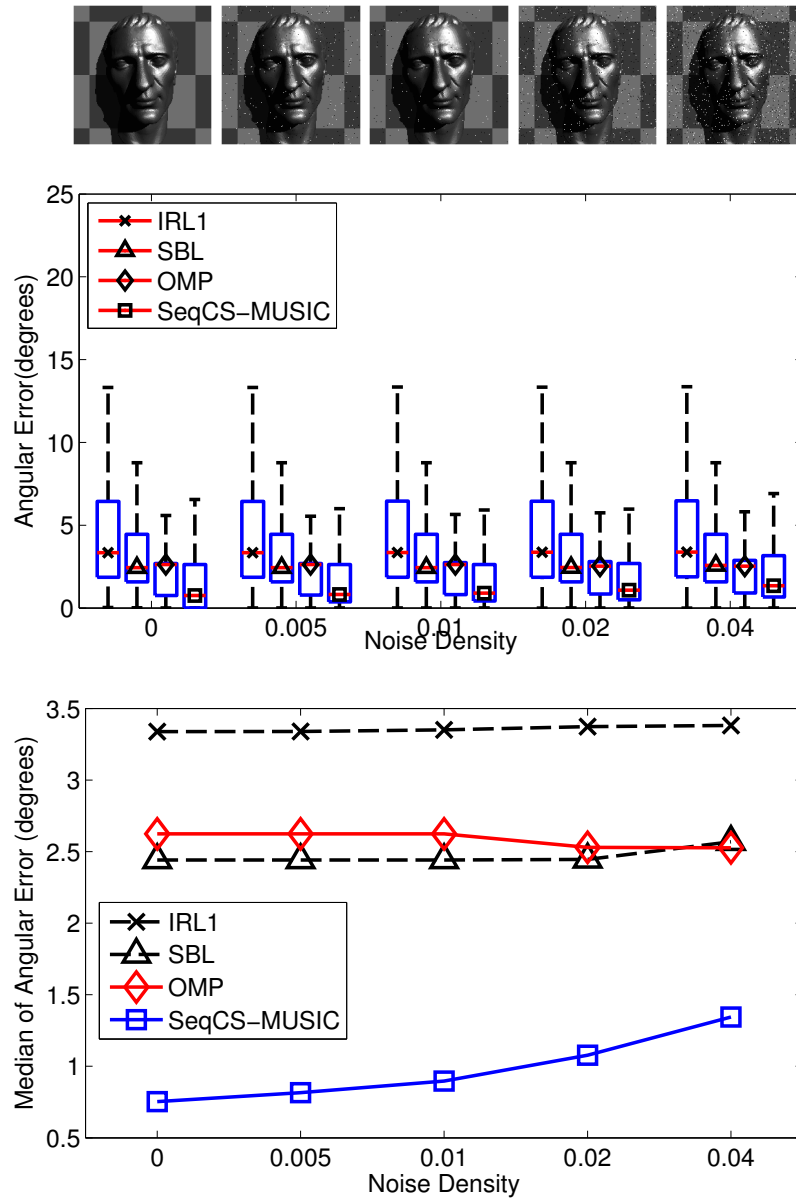 25
20
15
10
5
0
Angular Error(degrees)
IRL1
SBL
OMP
SeqCS-MUSIC
0 0.005 0.01 0.02 0.04
Noise Density
3.5
3
2.5
2
1.5
1
0.5
Median of Angular Error (degrees)
IRL1
SBL
OMP
SeqCS-MUSIC
0 0.005 0.01 0.02 0.04
Noise Density